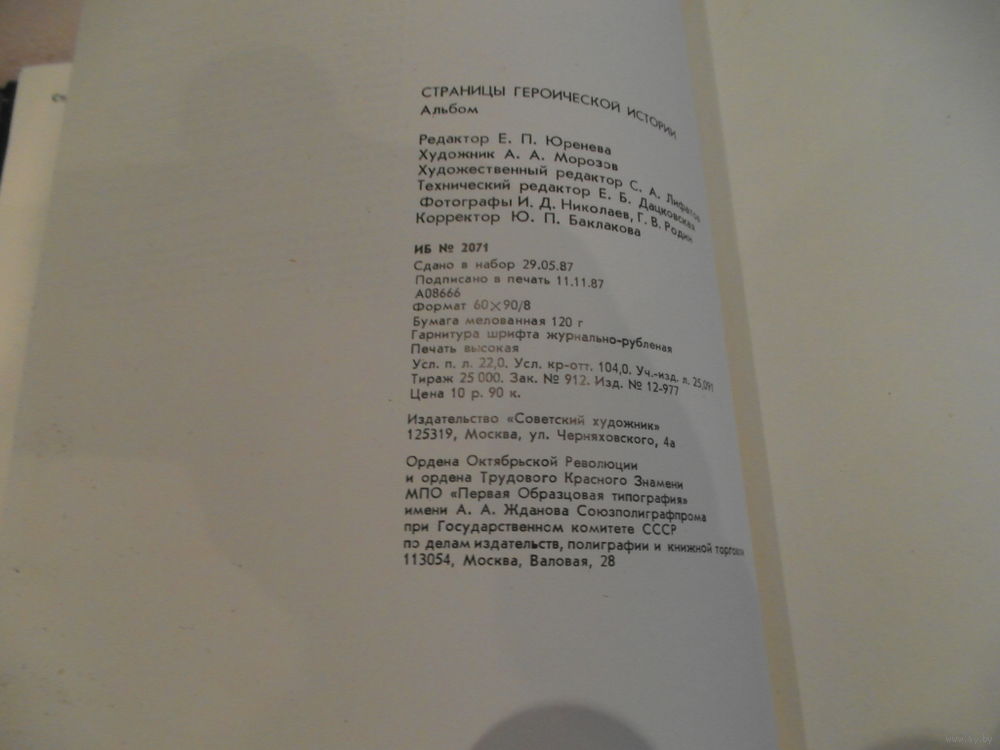 СТРАНИЦЫ ГЕРОИЧЕСКОЙ ИСТОРИИ
Альбом
Редактор Е. П. Юренева
Художник А. А. Морозов
Художественный редактор С. А. Лифатов
Технический редактор Е. Б. Дацковская
Фотографы И. Д. Николаев, Г. В. Родин
Корректор Ю. П. Баклакова
ИБ № 2071
Сдано в набор 29.05.87
Подписано в печать 11.11.87
А08666
Формат 60×90/8
Бумага мелованная 120 г
Гарнитура шрифта журнально-рубленая
Печать высокая
Усл. п. л. 22,0. Усл. кр-отт. 104,0. Уч.-изд. л. 25,091
Тираж 25 000. Зак. № 912. Изд. № 12-977
Цена 10 р. 90 к.
Издательство «Советский художник»
125319, Москва, ул. Черняховского, 4а
Ордена Октябрьской Революции
и ордена Трудового Красного Знамени
МПО «Первая Образцовая типография»
имени А. А. Жданова Союзполиграфпрома
при Государственном комитете СССР
по делам издательств, полиграфии и книжной торговли
113054, Москва, Валовая, 28
www.ay.by